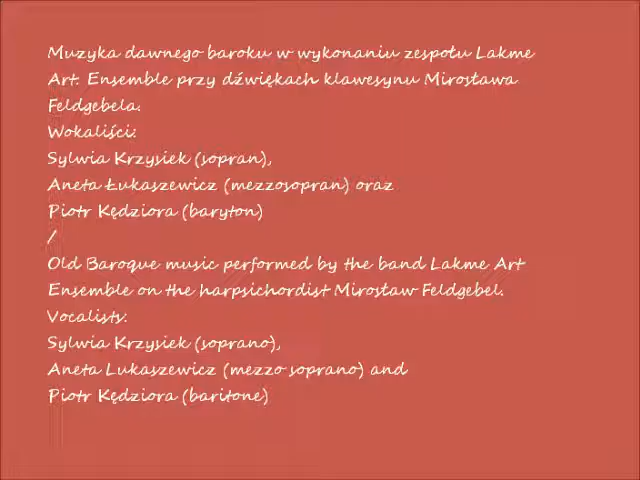 Muzyka dawnego baroku w wykonaniu zespołu Lakme
Art. Ensemble przy dźwiękach klawesynu Mirosława
Feldgebela.
Wokaliści:
Sylwia Krzysiek (sopran),
Aneta Łukaszewicz (mezzosopran) oraz
Piotr Kędziora (baryton)
/
Old Baroque music performed by the band Lakme Art
Ensemble on the harpsichordist Mirosław Feldgebel.
Vocalists:
Sylwia Krzysiek (soprano),
Aneta Lukaszewicz (mezzo soprano) and
Piotr Kędziora (baritone)